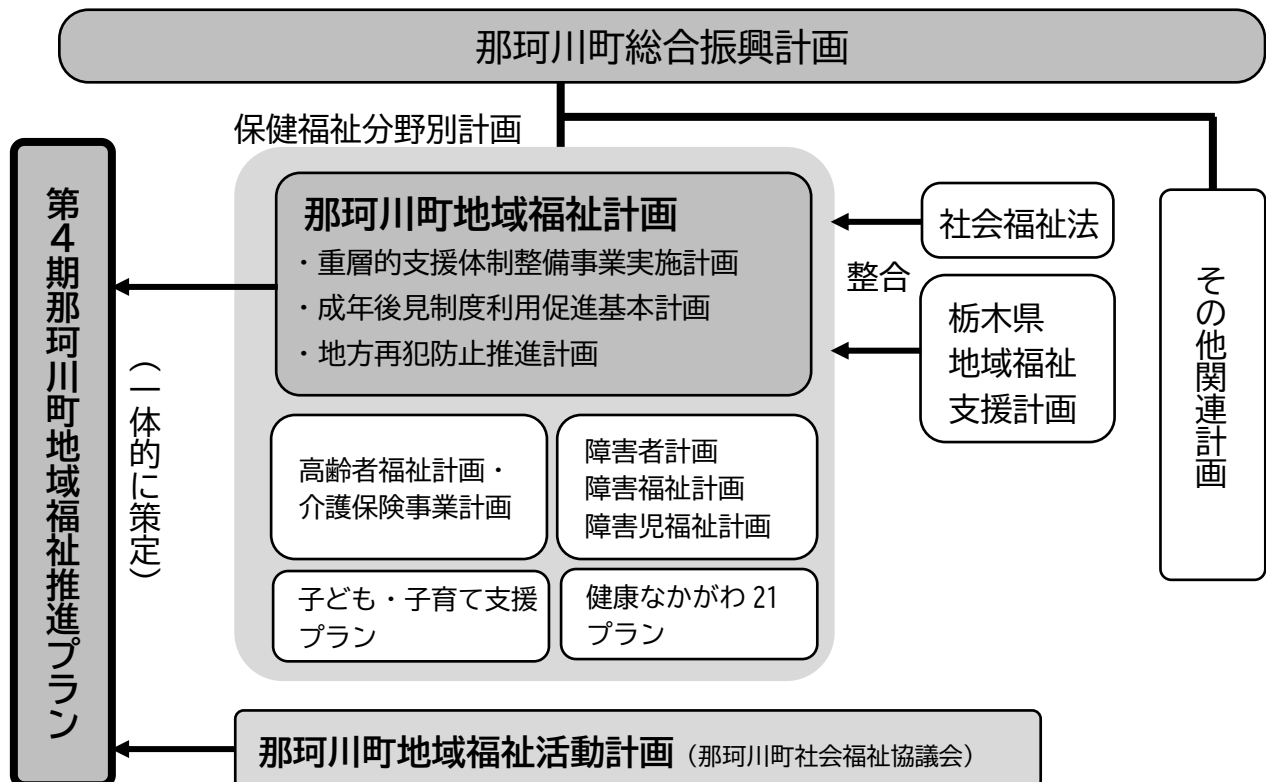 那珂川町総合振興計画
保健福祉分野別計画
第4期那珂川町地域福祉推進プラン
（一体的に策定）
那珂川町地域福祉計画
・重層的支援体制整備事業実施計画
・成年後見制度利用促進基本計画
・地方再犯防止推進計画
社会福祉法
整合
栃木県
地域福祉
支援計画
その他関連計画
高齢者福祉計画・
介護保険事業計画
障害者計画
障害福祉計画
障害児福祉計画
子ども・子育て支援
プラン
健康なかがわ21
プラン
那珂川町地域福祉活動計画（那珂川町社会福祉協議会）